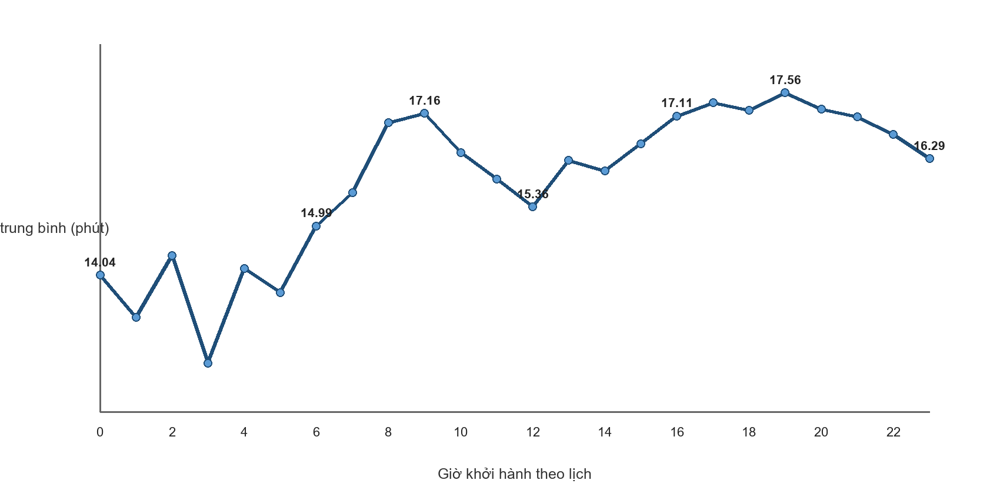 17.56
17.16
17.11
16.29
15.36
14.99
trung bình (phút)
14.04
0 2 4 6 8 10 12 14 16 18 20 22
Giờ khởi hành theo lịch